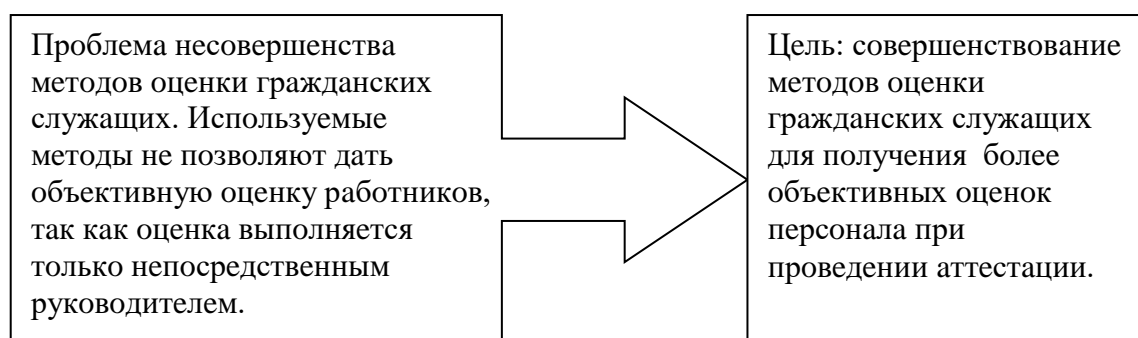 Проблема несовершенства
методов оценки гражданских
служащих. Используемые
методы не позволяют дать
объективную оценку работников,
так как оценка выполняется
только непосредственным
руководителем.
Цель: совершенствование
методов оценки
гражданских служащих
для получения  более
объективных оценок
персонала при
проведении аттестации.